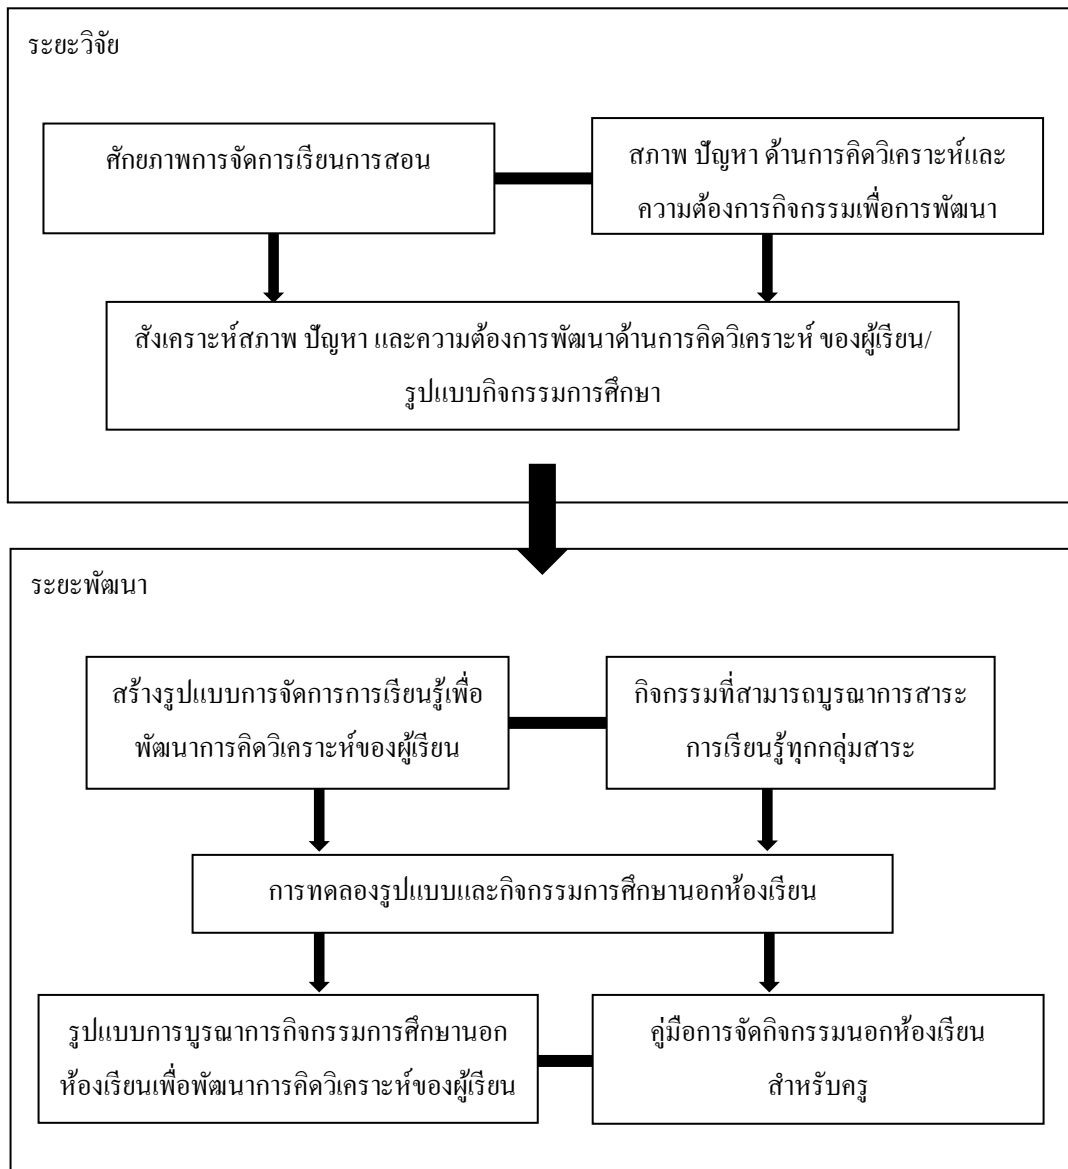 ระยะวิจัย
ศักยภาพการจัดการเรียนการสอน
สภาพ ปัญหา ด้านการคิดวิเคราะห์และ
ความต้องการกิจกรรมเพื่อการพัฒนา
สังเคราะห์สภาพ ปัญหา และความต้องการพัฒนาด้านการคิดวิเคราะห์ ของผู้เรียน/
รูปแบบกิจกรรมการศึกษา
ระยะพัฒนา
สร้างรูปแบบการจัดการการเรียนรู้เพื่อ
พัฒนาการคิดวิเคราะห์ของผู้เรียน
กิจกรรมที่สามารถบูรณาการสาระ
การเรียนรู้ทุกกลุ่มสาระ
การทดลองรูปแบบและกิจกรรมการศึกษานอกห้องเรียน
รูปแบบการบูรณาการกิจกรรมการศึกษานอก
ห้องเรียนเพื่อพัฒนาการคิดวิเคราะห์ของผู้เรียน
คู่มือการจัดกิจกรรมนอกห้องเรียน
สำหรับครู